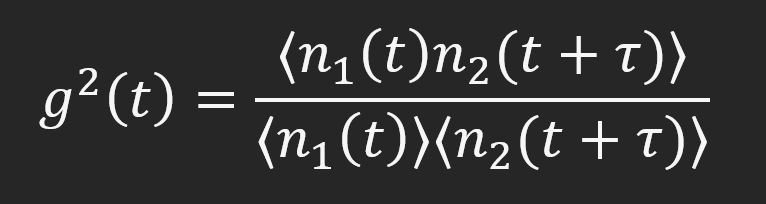 g²(t) = ⟨n₁(t)n₂(t + τ)⟩ / ⟨n₁(t)⟩⟨n₂(t + τ)⟩